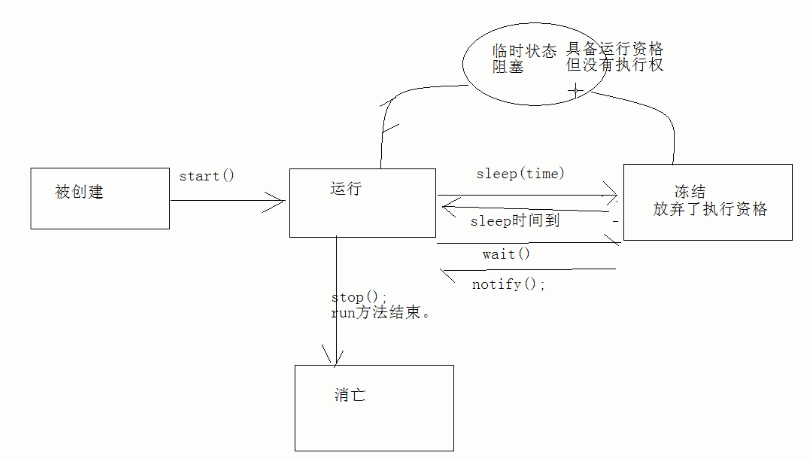 临时状态
阻塞
具备运行资格
但没有执行权
被创建
start()
运行
sleep(time)
冻结
放弃了执行资格
sleep时间到
wait()
notify();
stop();
run方法结束。
消亡